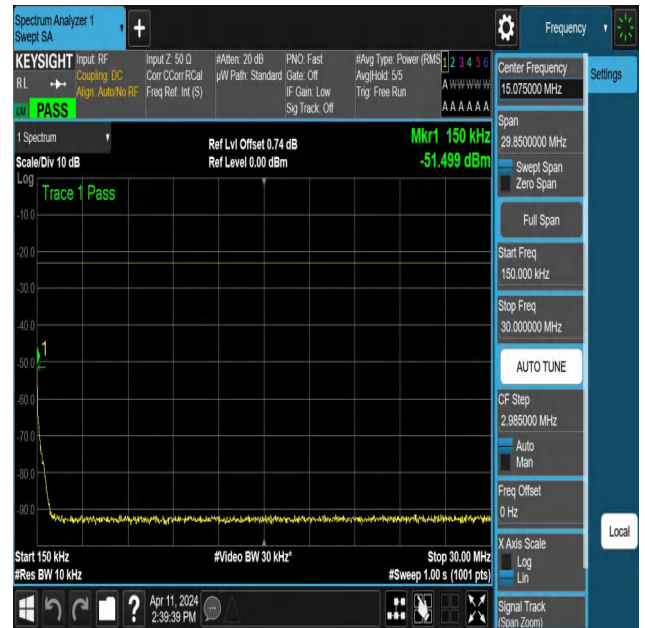 Spectrum Analyzer 1
Swept SA
+
Frequency
KEYSIGHT
RL
PASS
Input: RF
Coupling: DC
Align: Auto/No RF
Input Z: 50 Ω
Corr CCorr RCal
Freq Ref: Int (S)
#Atten: 20 dB
µW Path: Standard
PNO: Fast
Gate: Off
IF Gain: Low
Sig Track: Off
#Avg Type: Power (RMS
Avg|Hold: 5/5
Trig: Free Run
1 2 3 4 5 6
A W W W W W
A A A A A A
1 Spectrum
Scale/Div 10 dB
Log
Ref Lvl Offset 0.74 dB
Ref Level 0.00 dBm
Mkr1 150 kHz
-51.499 dBm
Trace 1 Pass
-10.0
-20.0
-30.0
-40.0
1
-50.0
-60.0
-70.0
-80.0
-90.0
Start 150 kHz
#Res BW 10 kHz
#Video BW 30 kHz*
Stop 30.00 MHz
#Sweep 1.00 s (1001 pts)
Center Frequency
15.075000 MHz
Settings
Span
29.8500000 MHz
Swept Span
Zero Span
Full Span
Start Freq
150.000 kHz
Stop Freq
30.000000 MHz
AUTO TUNE
CF Step
2.985000 MHz
Auto
Man
Freq Offset
0 Hz
X Axis Scale
Log
Lin
Local
Signal Track
(Span Zoom)
?
Apr 11, 2024
2:39:39 PM